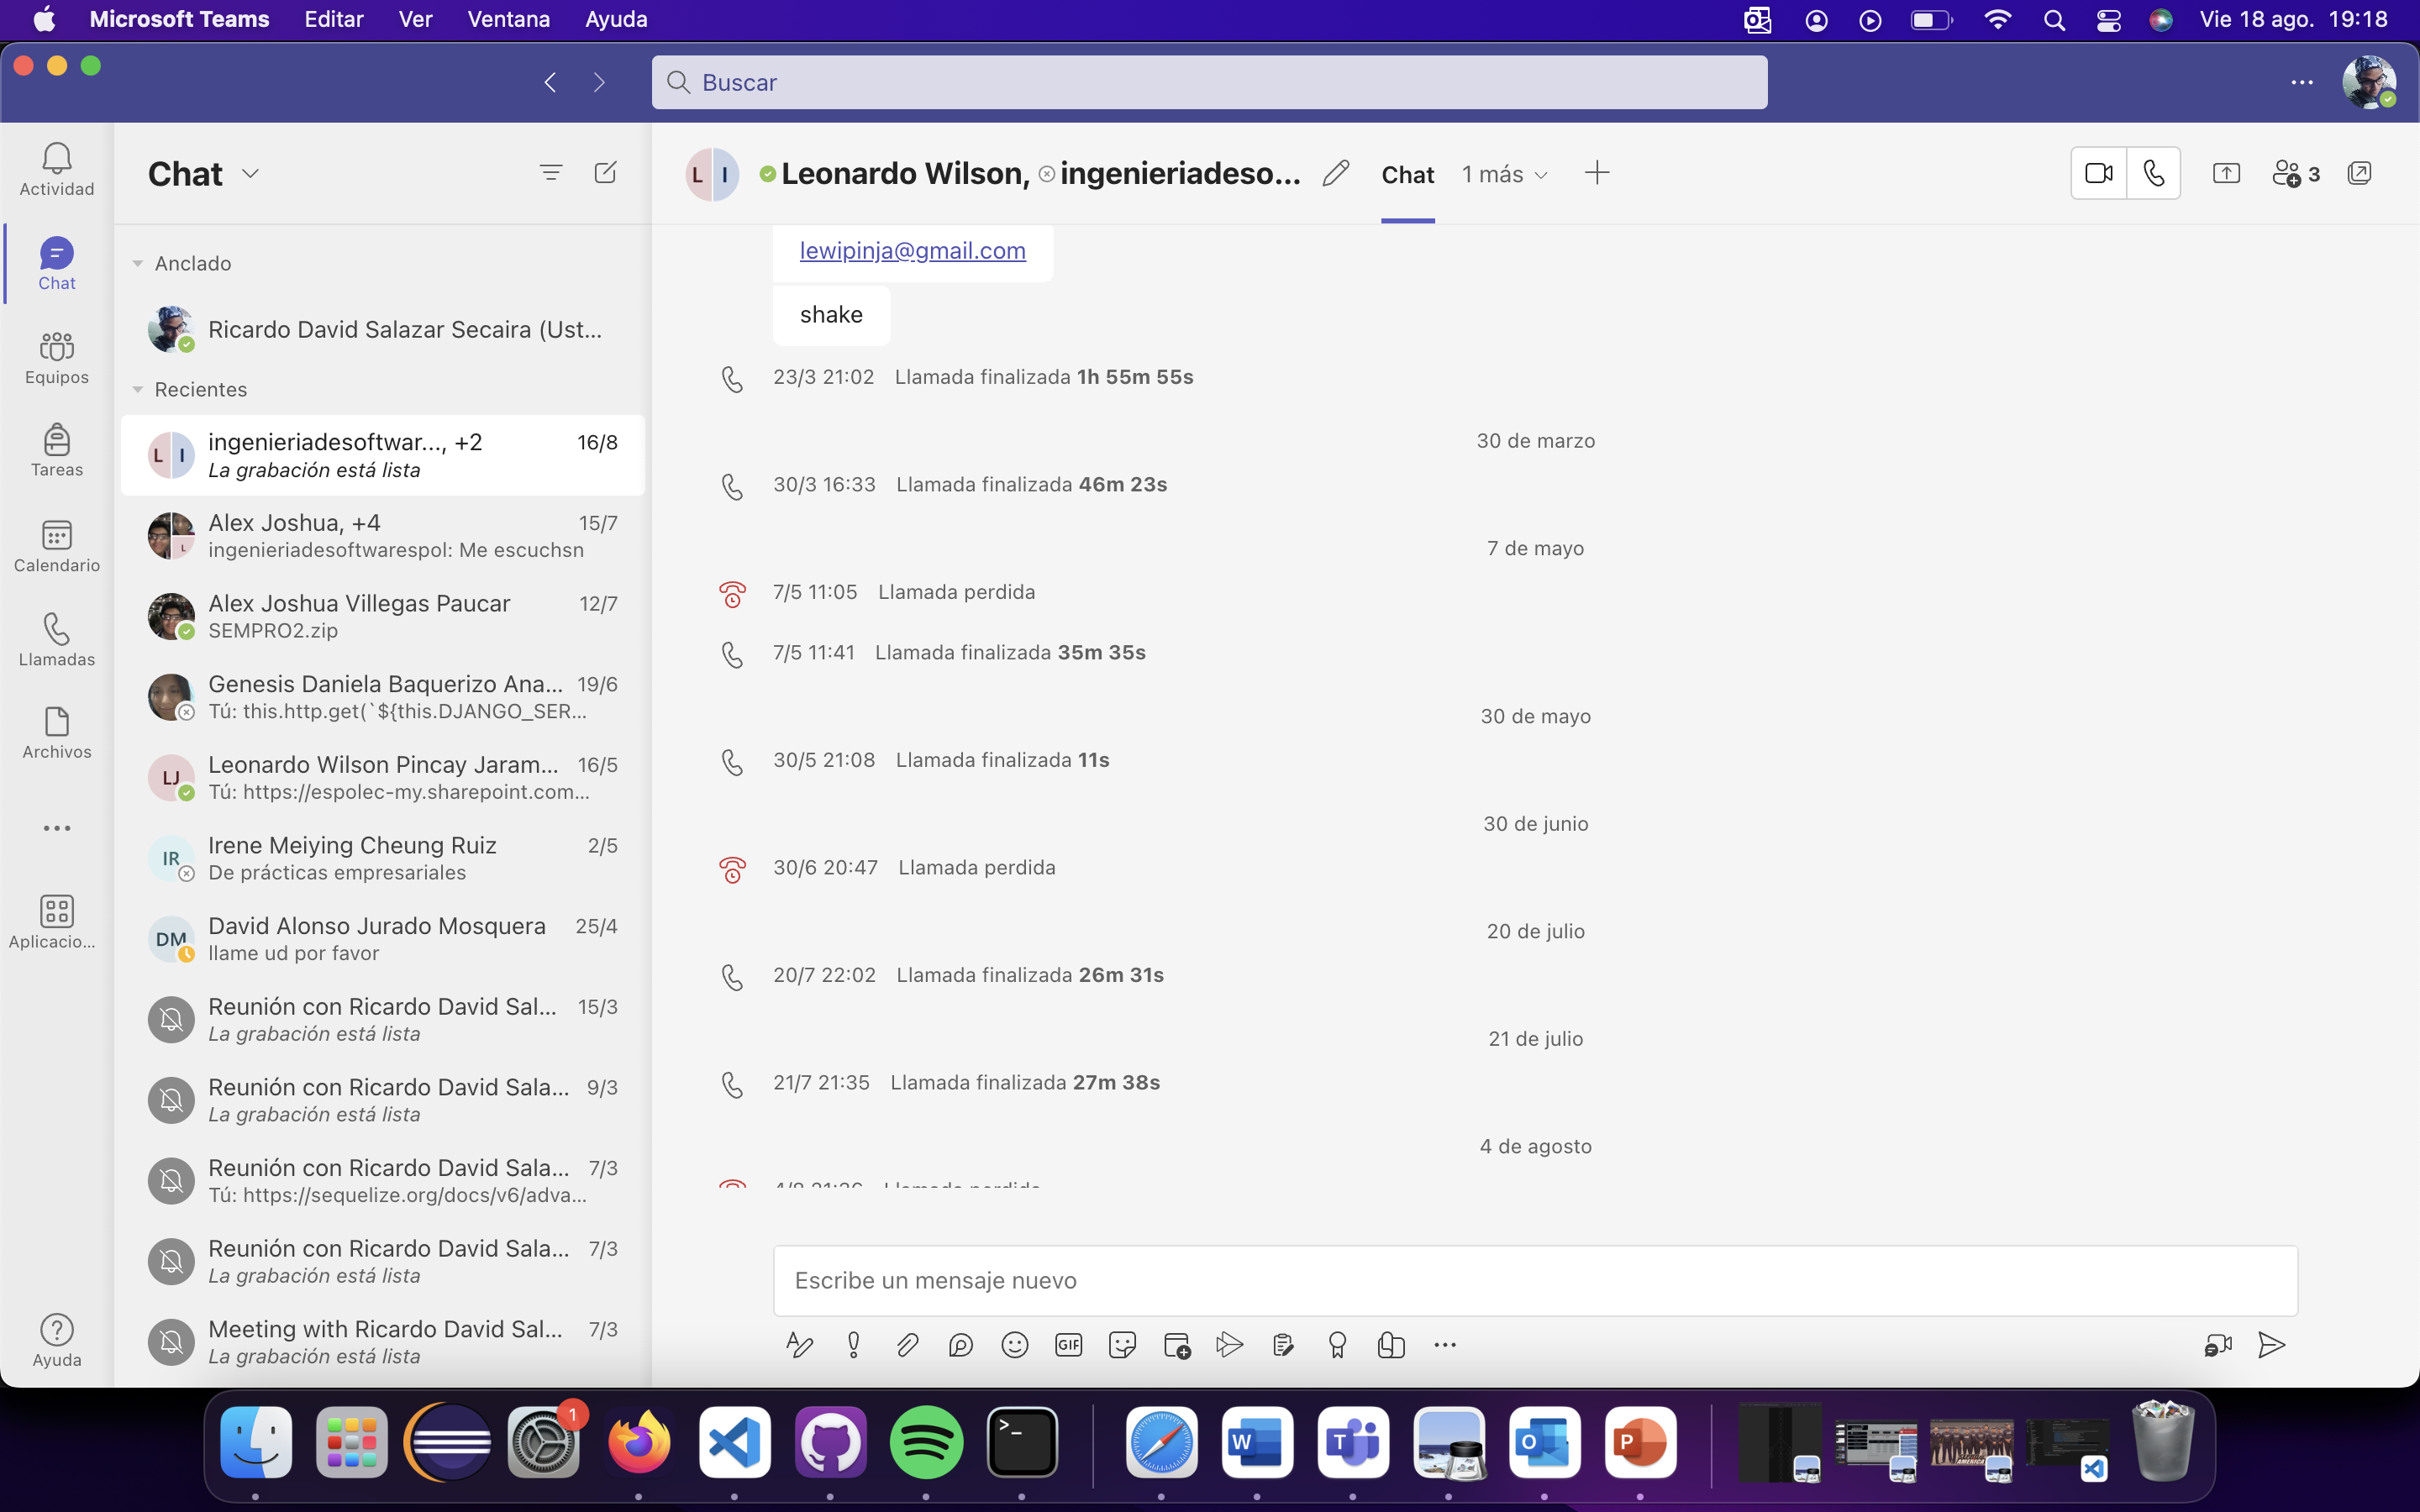 Microsoft Teams Editar Ver Ventana Ayuda Vie 18 ago. 19:18
Buscar
Actividad
Chat
Equipos
Tareas
Calendario
Llamadas
Archivos
Aplicacio...
Ayuda
Chat
Anclado
Ricardo David Salazar Secaira (Ust...
Recientes
L I
ingenieriadesoftwar..., +2 16/8
La grabación está lista
L
Alex Joshua, +4 15/7
ingenieriadesoftwarespol: Me escuchsn
Alex Joshua Villegas Paucar 12/7
SEMPRO2.zip
Genesis Daniela Baquerizo Ana... 19/6
Tú: this.http.get(`${this.DJANGO_SER...
LJ
Leonardo Wilson Pincay Jaram... 16/5
Tú: https://espolec-my.sharepoint.com...
IR
Irene Meiying Cheung Ruiz 2/5
De prácticas empresariales
DM
David Alonso Jurado Mosquera 25/4
llame ud por favor
Reunión con Ricardo David Sal... 15/3
La grabación está lista
Reunión con Ricardo David Sala... 9/3
La grabación está lista
Reunión con Ricardo David Sala... 7/3
Tú: https://sequelize.org/docs/v6/adva...
Reunión con Ricardo David Sala... 7/3
La grabación está lista
Meeting with Ricardo David Sal... 7/3
La grabación está lista
L I Leonardo Wilson, ingenieriadeso... Chat 1 más 3
lewipinja@gmail.com
shake
23/3 21:02 Llamada finalizada 1h 55m 55s
30 de marzo
30/3 16:33 Llamada finalizada 46m 23s
7 de mayo
7/5 11:05 Llamada perdida
7/5 11:41 Llamada finalizada 35m 35s
30 de mayo
30/5 21:08 Llamada finalizada 11s
30 de junio
30/6 20:47 Llamada perdida
20 de julio
20/7 22:02 Llamada finalizada 26m 31s
21 de julio
21/7 21:35 Llamada finalizada 27m 38s
4 de agosto
4/8 21:36 Llamada perdida
Escribe un mensaje nuevo
GIF
1
>_
W
T
O
P